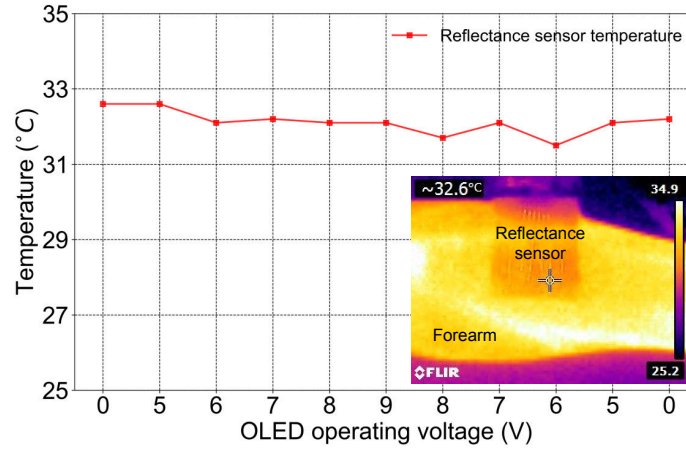 35
33
31
29
27
25
Temperature (°C)
Reflectance sensor temperature
~32.6°C
34.9
Reflectance
sensor
Forearm
FLIR
25.2
0 5 6 7 8 9 8 7 6 5 0
OLED operating voltage (V)